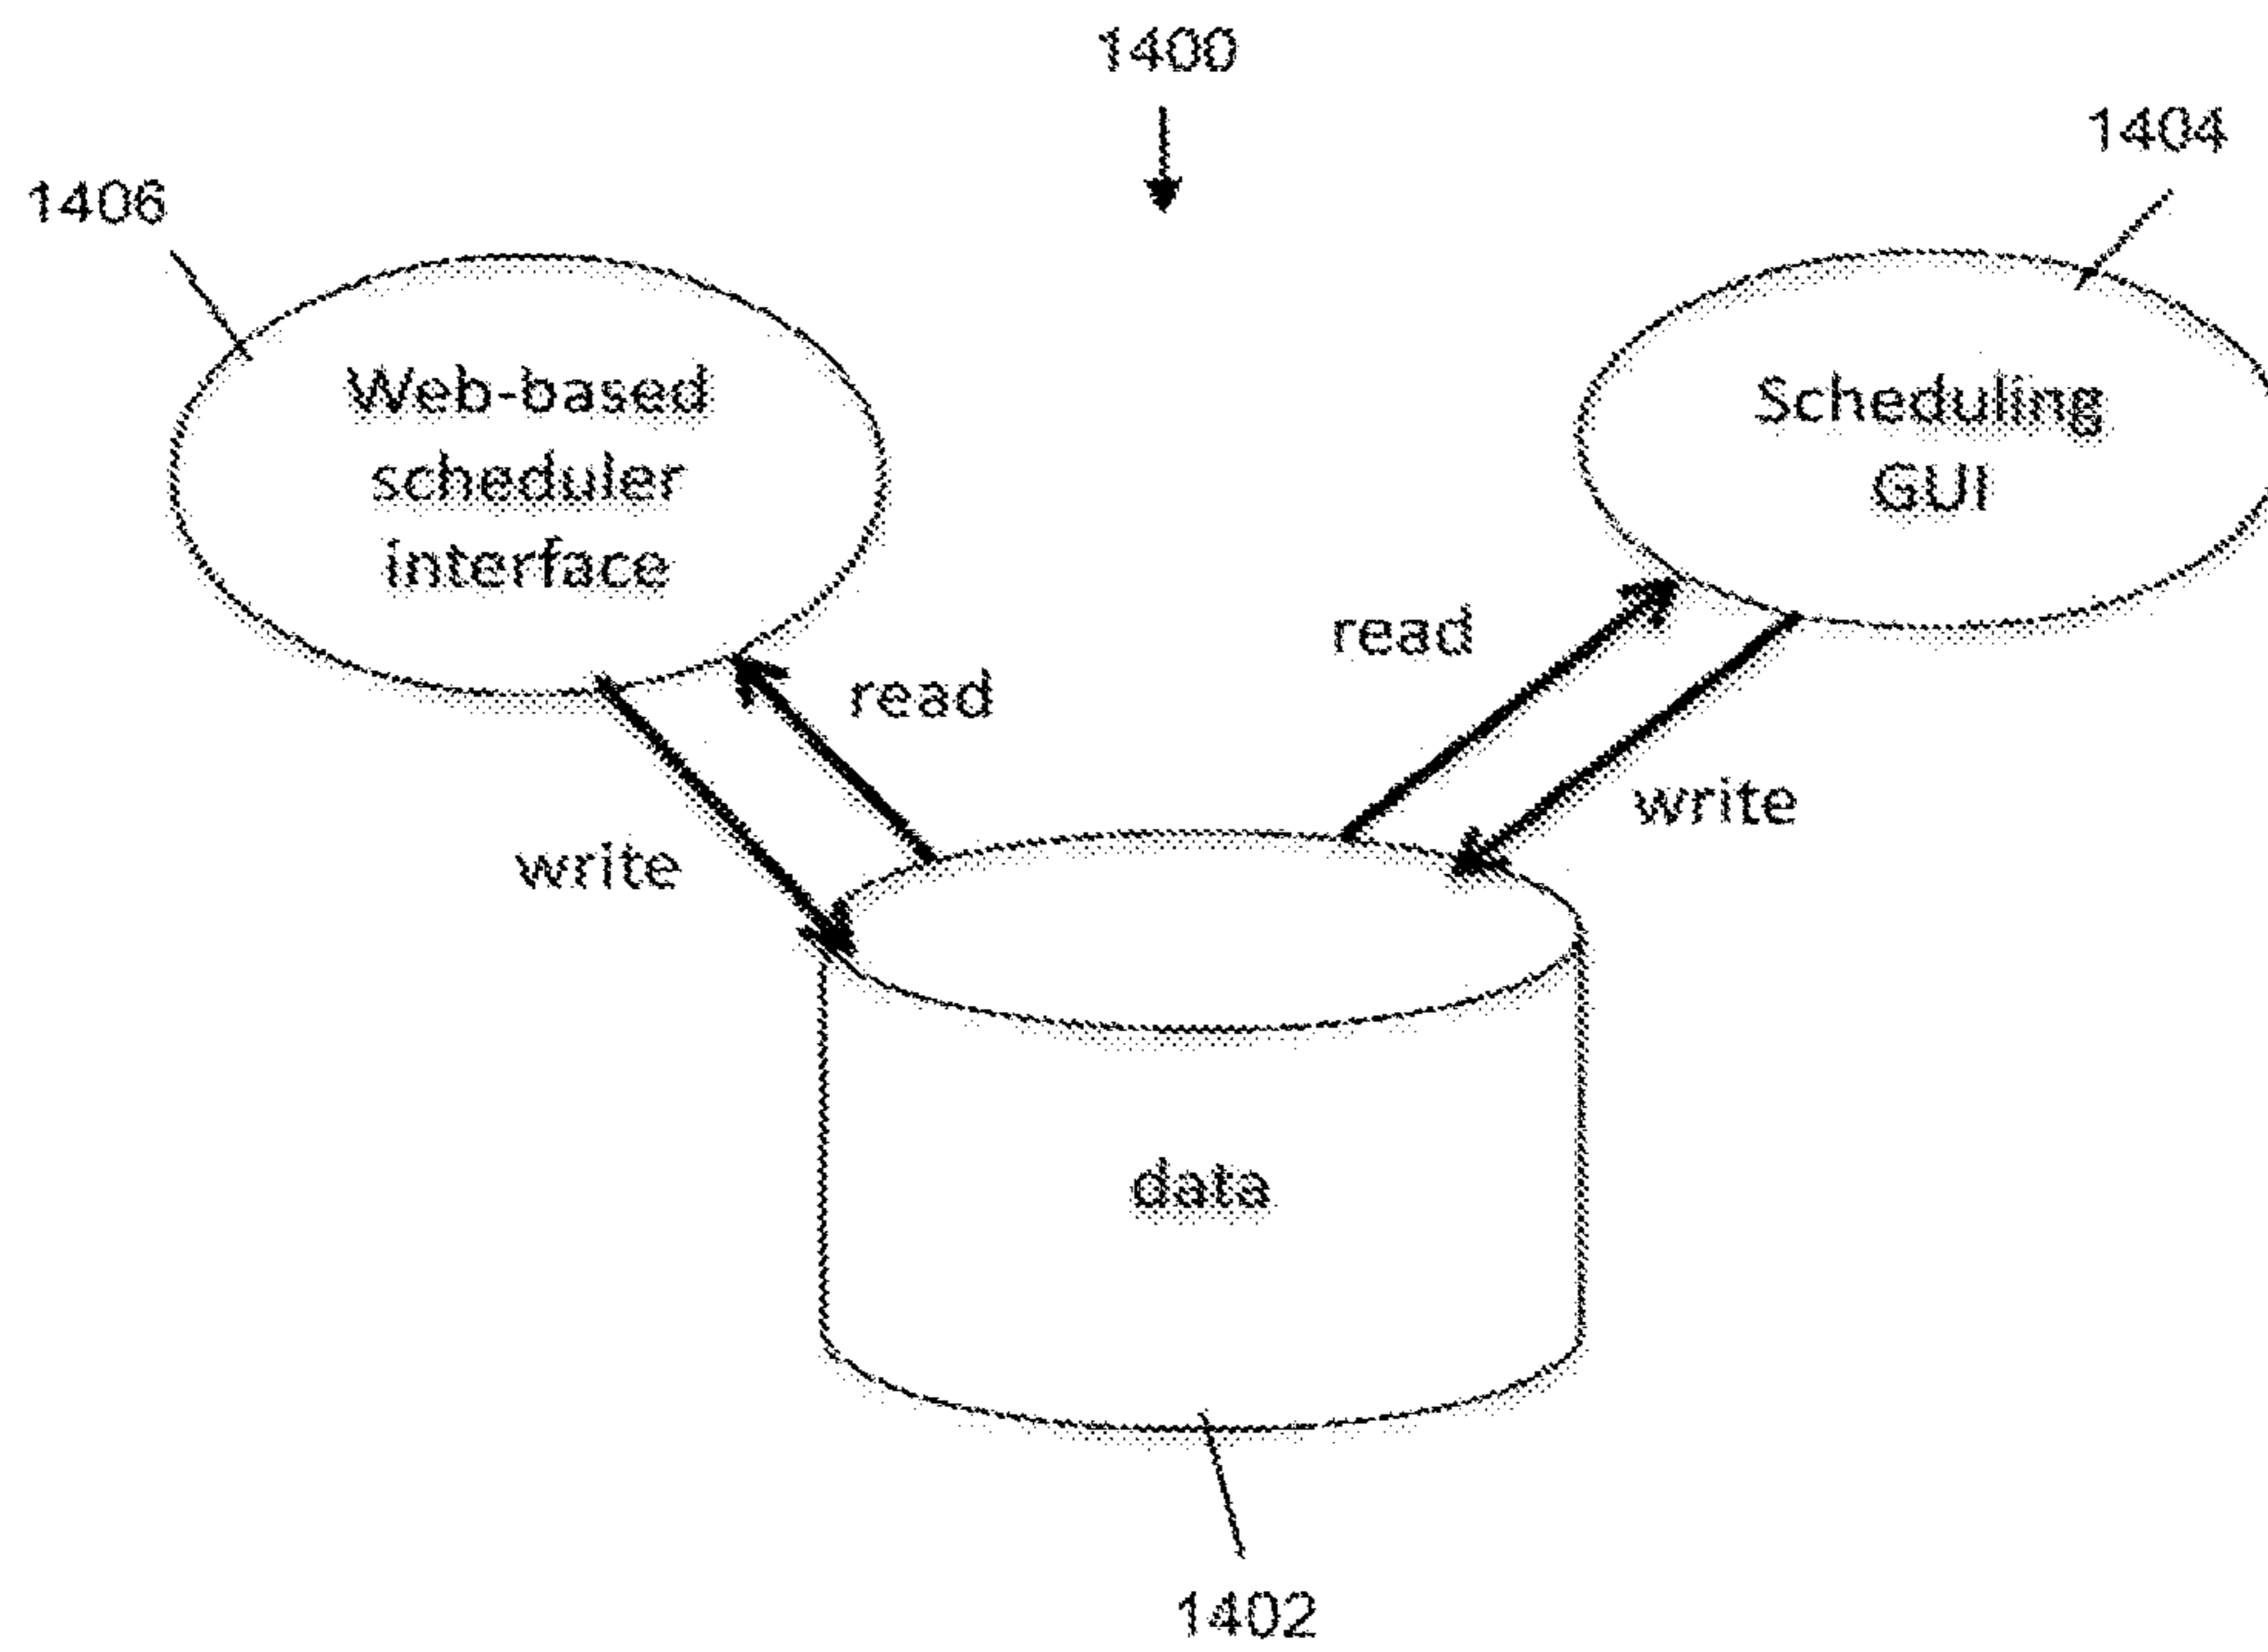 1400
1404
1406
Web-based
scheduler
interface
Scheduling
GUI
read
read
write
write
data
1402